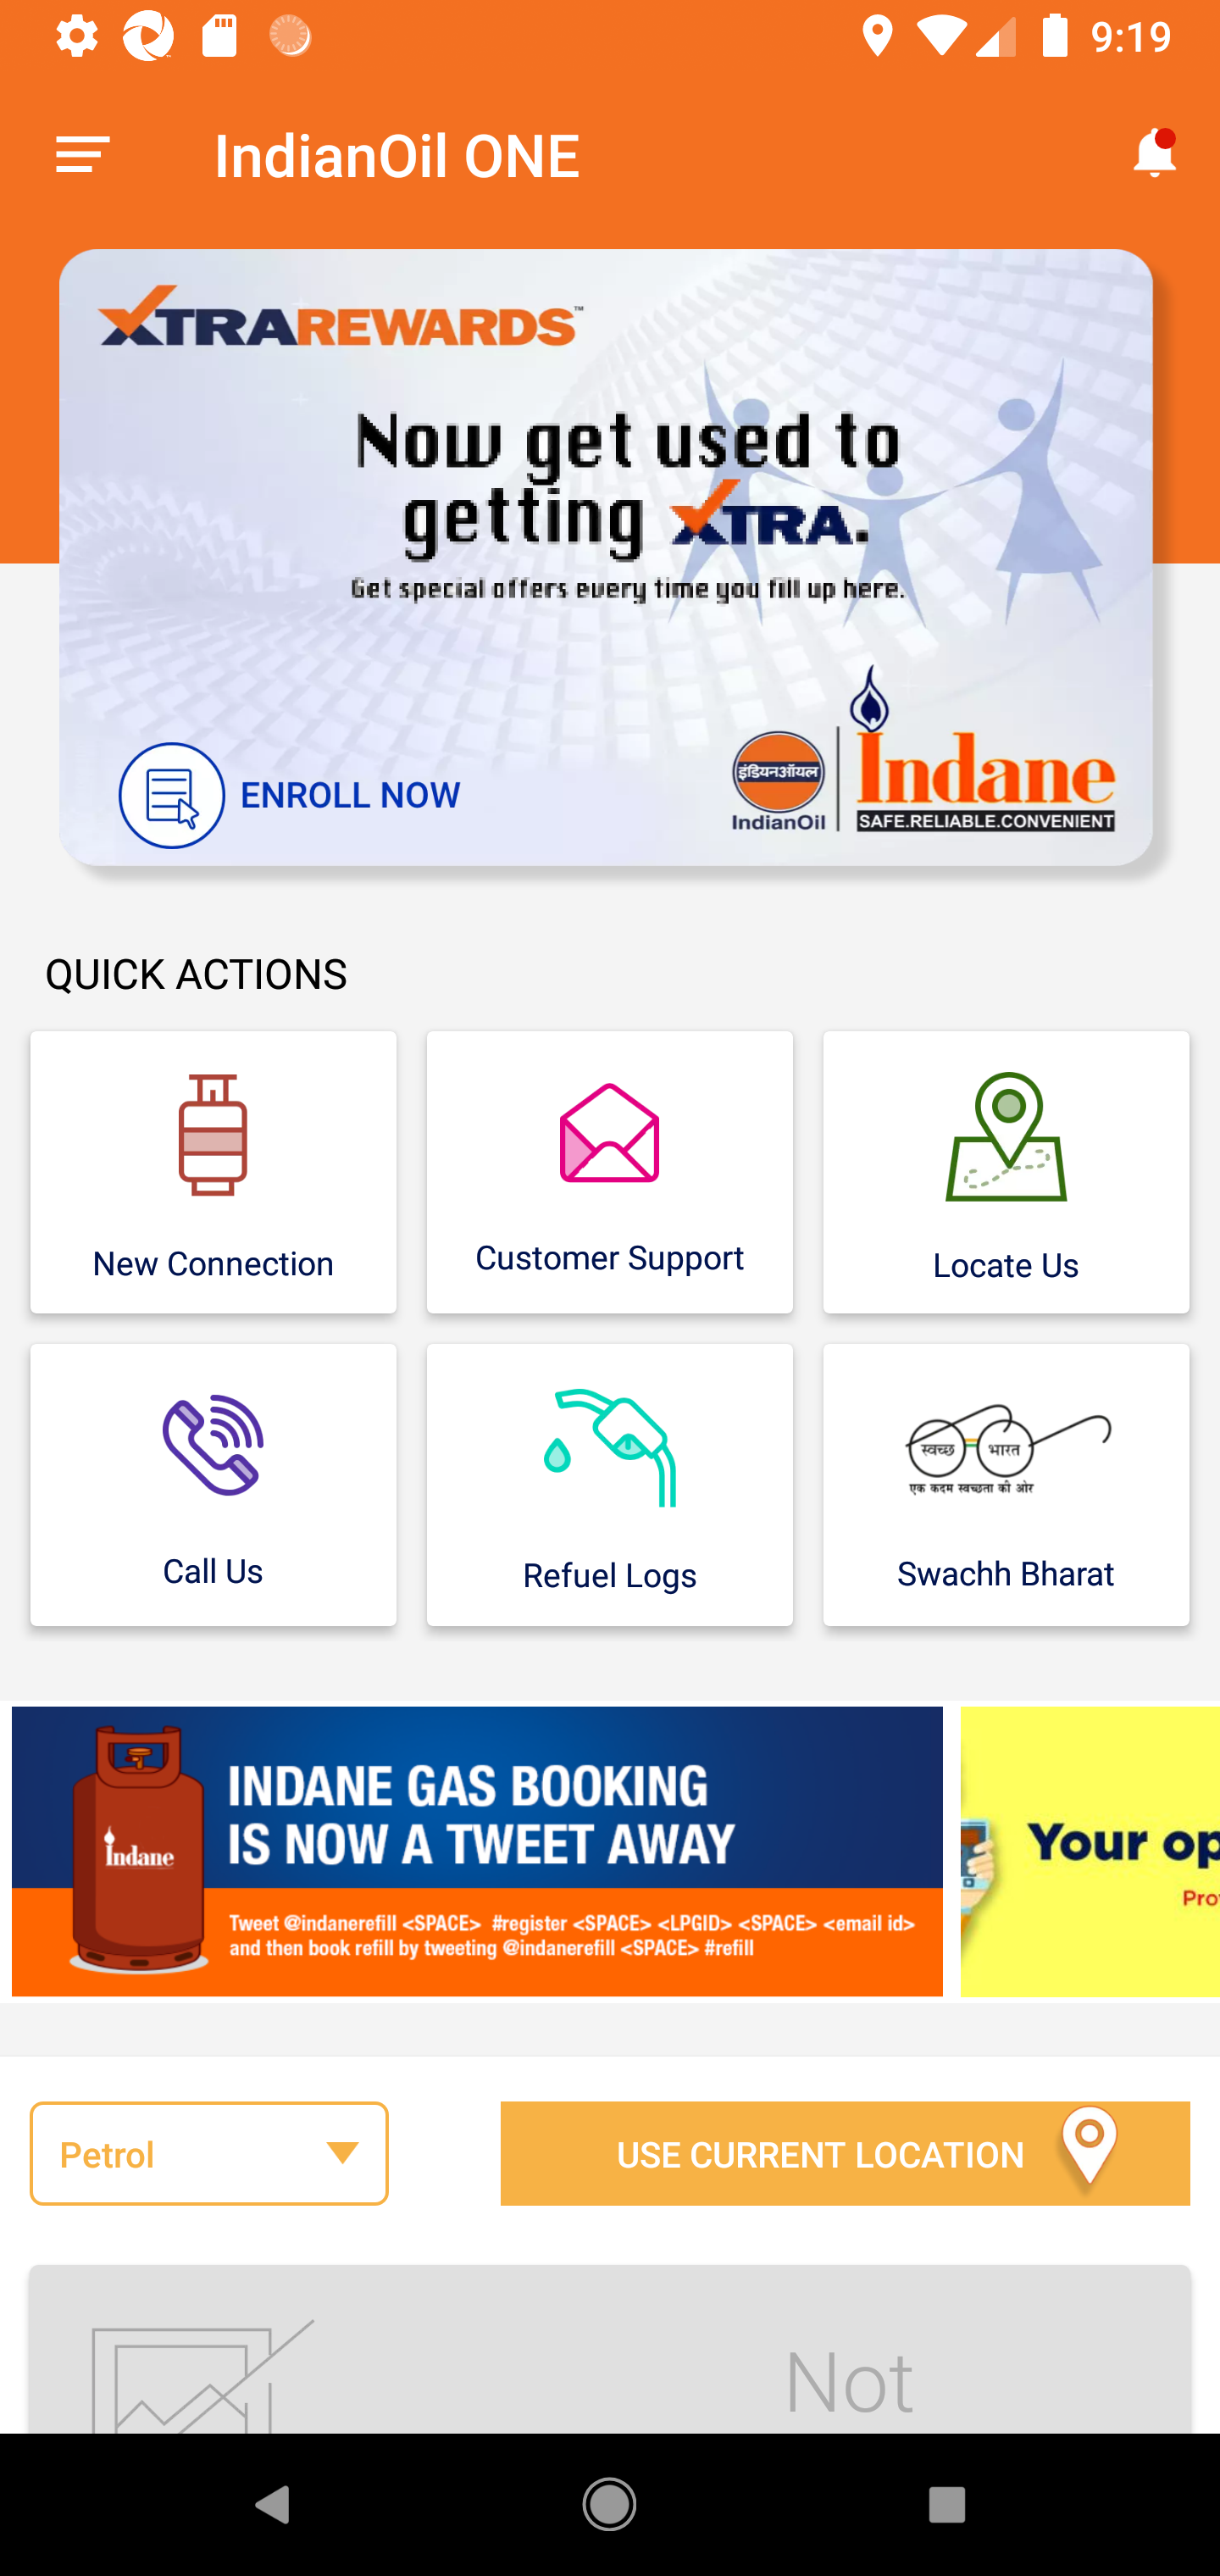 9:19
IndianOil ONE
XTRAREWARDS™
Now get used to
getting XTRA.
Get special offers every time you fill up here.
ENROLL NOW
इंडियनऑयल
IndianOil
Indane
SAFE.RELIABLE.CONVENIENT
QUICK ACTIONS
New Connection
Customer Support
Locate Us
स्वच्छ भारत
एक कदम स्वच्छता की ओर
Call Us
Refuel Logs
Swachh Bharat
Indane
INDANE GAS BOOKING
IS NOW A TWEET AWAY
Tweet @indanerefill <SPACE> #register <SPACE> <LPGID> <SPACE> <email id>
and then book refill by tweeting @indanerefill <SPACE> #refill
Your op
Pro
Petrol
USE CURRENT LOCATION
Not